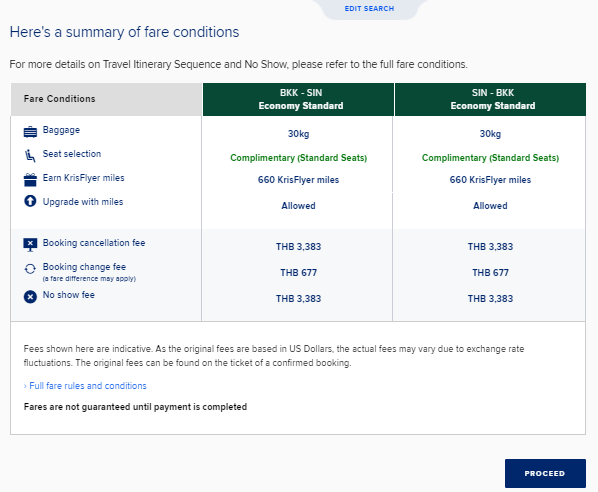 EDIT SEARCH
Here's a summary of fare conditions
For more details on Travel Itinerary Sequence and No Show, please refer to the full fare conditions.
Fare Conditions
BKK - SIN
Economy Standard
SIN - BKK
Economy Standard
Baggage
30kg
30kg
Seat selection
Complimentary (Standard Seats)
Complimentary (Standard Seats)
Earn KrisFlyer miles
660 KrisFlyer miles
660 KrisFlyer miles
Upgrade with miles
Allowed
Allowed
Booking cancellation fee
THB 3,383
THB 3,383
Booking change fee
(a fare difference may apply)
THB 677
THB 677
No show fee
THB 3,383
THB 3,383
Fees shown here are indicative. As the original fees are based in US Dollars, the actual fees may vary due to exchange rate
fluctuations. The original fees can be found on the ticket of a confirmed booking.
› Full fare rules and conditions
Fares are not guaranteed until payment is completed
PROCEED